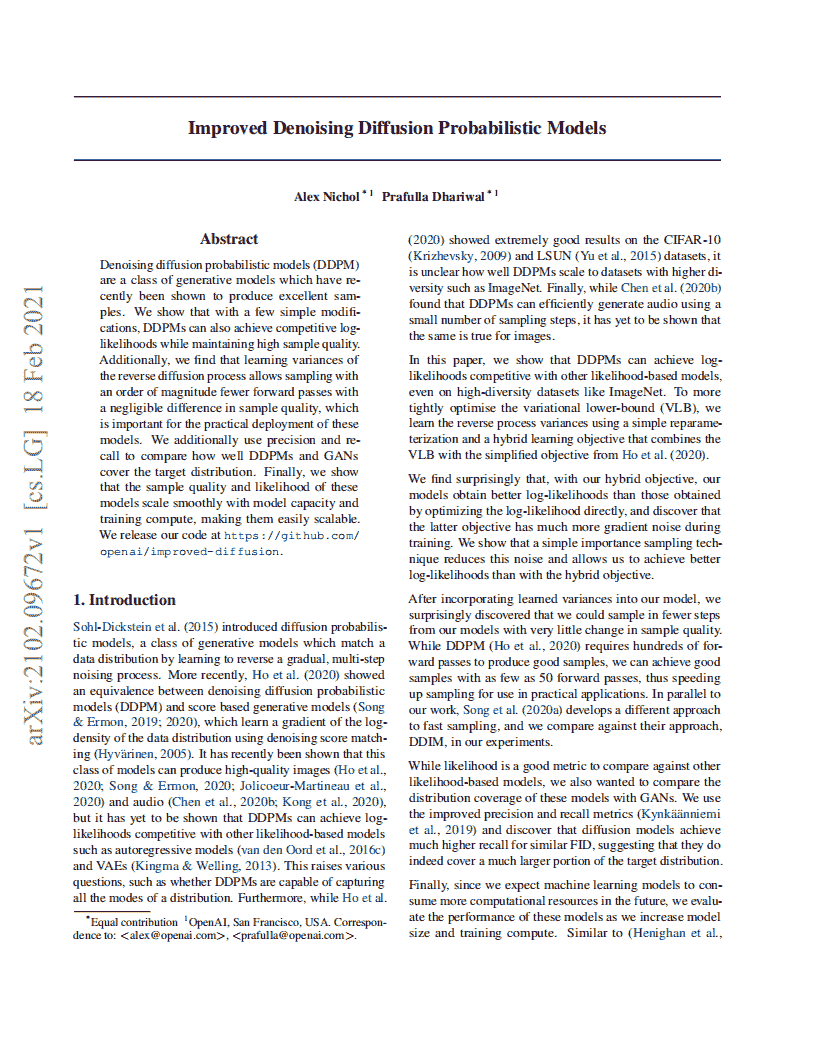 Improved Denoising Diffusion Probabilistic Models
Alex Nichol * 1 Prafulla Dhariwal * 1
Abstract
Denoising diffusion probabilistic models (DDPM)
are a class of generative models which have re-
cently been shown to produce excellent sam-
ples. We show that with a few simple modifi-
cations, DDPMs can also achieve competitive log-
likelihoods while maintaining high sample quality.
Additionally, we find that learning variances of
the reverse diffusion process allows sampling with
an order of magnitude fewer forward passes with
a negligible difference in sample quality, which
is important for the practical deployment of these
models. We additionally use precision and re-
call to compare how well DDPMs and GANs
cover the target distribution. Finally, we show
that the sample quality and likelihood of these
models scale smoothly with model capacity and
training compute, making them easily scalable.
We release our code at https://github.com/
openai/improved-diffusion.
1. Introduction
Sohl-Dickstein et al. (2015) introduced diffusion probabilis-
tic models, a class of generative models which match a
data distribution by learning to reverse a gradual, multi-step
noising process. More recently, Ho et al. (2020) showed
an equivalence between denoising diffusion probabilistic
models (DDPM) and score based generative models (Song
& Ermon, 2019; 2020), which learn a gradient of the log-
density of the data distribution using denoising score match-
ing (Hyvärinen, 2005). It has recently been shown that this
class of models can produce high-quality images (Ho et al.,
2020; Song & Ermon, 2020; Jolicoeur-Martineau et al.,
2020) and audio (Chen et al., 2020b; Kong et al., 2020),
but it has yet to be shown that DDPMs can achieve log-
likelihoods competitive with other likelihood-based models
such as autoregressive models (van den Oord et al., 2016c)
and VAEs (Kingma & Welling, 2013). This raises various
questions, such as whether DDPMs are capable of capturing
all the modes of a distribution. Furthermore, while Ho et al.
*Equal contribution 1OpenAI, San Francisco, USA. Correspon-
dence to: <alex@openai.com>, <prafulla@openai.com>.
(2020) showed extremely good results on the CIFAR-10
(Krizhevsky, 2009) and LSUN (Yu et al., 2015) datasets, it
is unclear how well DDPMs scale to datasets with higher di-
versity such as ImageNet. Finally, while Chen et al. (2020b)
found that DDPMs can efficiently generate audio using a
small number of sampling steps, it has yet to be shown that
the same is true for images.
In this paper, we show that DDPMs can achieve log-
likelihoods competitive with other likelihood-based models,
even on high-diversity datasets like ImageNet. To more
tightly optimise the variational lower-bound (VLB), we
learn the reverse process variances using a simple reparame-
terization and a hybrid learning objective that combines the
VLB with the simplified objective from Ho et al. (2020).
We find surprisingly that, with our hybrid objective, our
models obtain better log-likelihoods than those obtained
by optimizing the log-likelihood directly, and discover that
the latter objective has much more gradient noise during
training. We show that a simple importance sampling tech-
nique reduces this noise and allows us to achieve better
log-likelihoods than with the hybrid objective.
After incorporating learned variances into our model, we
surprisingly discovered that we could sample in fewer steps
from our models with very little change in sample quality.
While DDPM (Ho et al., 2020) requires hundreds of for-
ward passes to produce good samples, we can achieve good
samples with as few as 50 forward passes, thus speeding
up sampling for use in practical applications. In parallel to
our work, Song et al. (2020a) develops a different approach
to fast sampling, and we compare against their approach,
DDIM, in our experiments.
While likelihood is a good metric to compare against other
likelihood-based models, we also wanted to compare the
distribution coverage of these models with GANs. We use
the improved precision and recall metrics (Kynkäänniemi
et al., 2019) and discover that diffusion models achieve
much higher recall for similar FID, suggesting that they do
indeed cover a much larger portion of the target distribution.
Finally, since we expect machine learning models to con-
sume more computational resources in the future, we evalu-
ate the performance of these models as we increase model
size and training compute. Similar to (Henighan et al.,
arXiv:2102.09672v1 [cs.LG] 18 Feb 2021